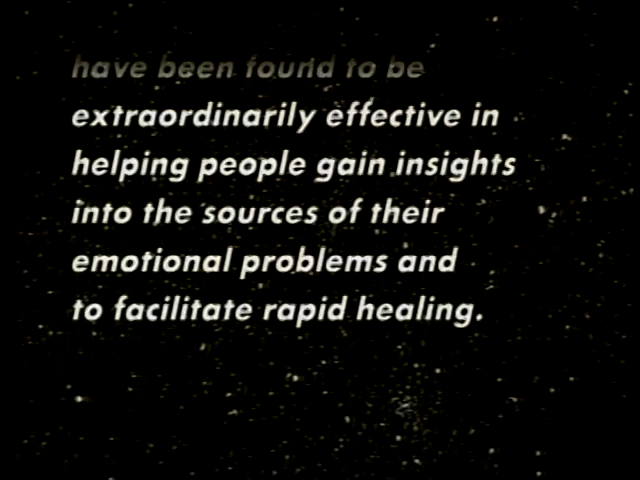 have been found to be
extraordinarily effective in
helping people gain insights
into the sources of their
emotional problems and
to facilitate rapid healing.